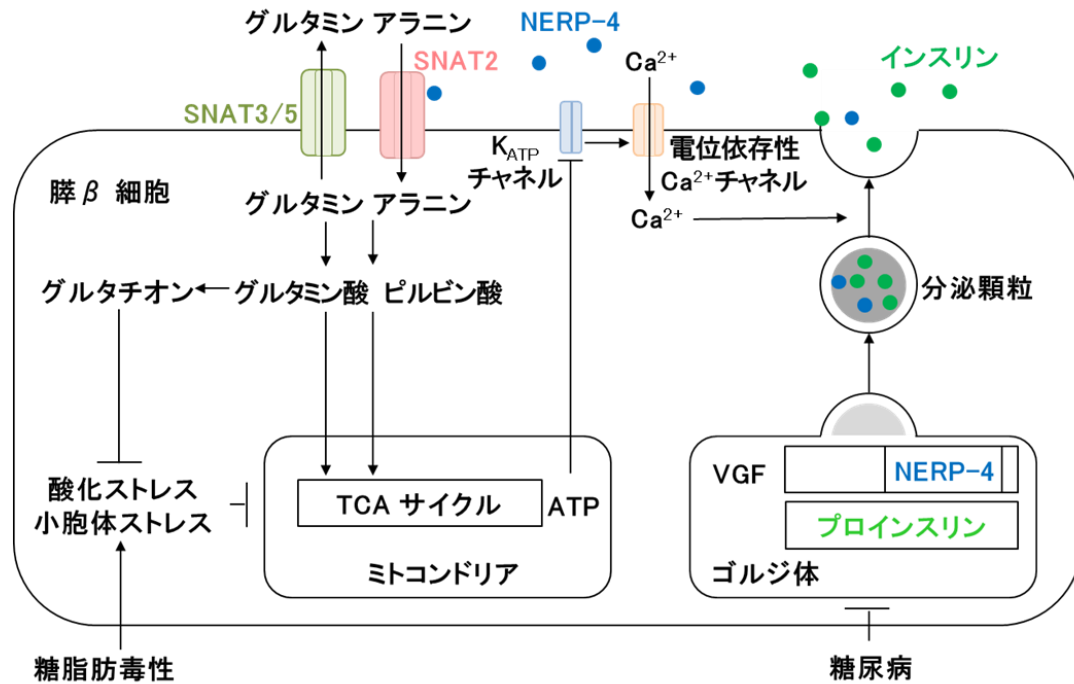 グルタミン アラニン
NERP-4
SNAT2
Ca²⁺
インスリン
SNAT3/5
K_ATP
チャネル
電位依存性
Ca²⁺チャネル
膵β 細胞
グルタミン アラニン
Ca²⁺
グルタチオン
グルタミン酸 ピルビン酸
分泌顆粒
VGF
NERP-4
酸化ストレス
小胞体ストレス
TCA サイクル
ATP
プロインスリン
ミトコンドリア
ゴルジ体
糖脂肪毒性
糖尿病